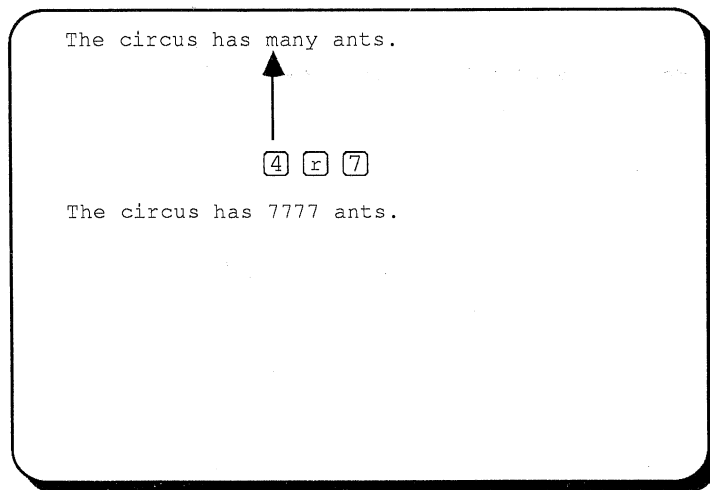 The circus has many ants.
4 r 7
The circus has 7777 ants.